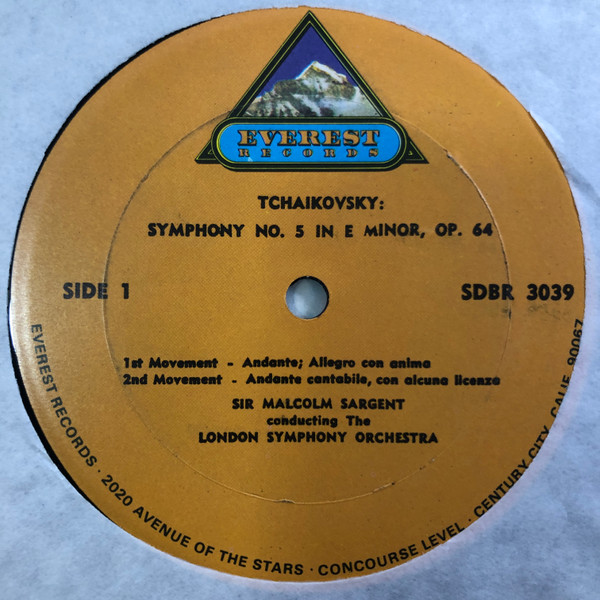 EVEREST
RECORDS
TCHAIKOVSKY:
SYMPHONY NO. 5 IN E MINOR, OP. 64
SIDE 1
SDBR 3039
1st Movement - Andante; Allegro con anima
2nd Movement - Andante cantabile, con alcuna licenza
SIR MALCOLM SARGENT
conducting The
LONDON SYMPHONY ORCHESTRA
EVEREST RECORDS · 2020 AVENUE OF THE STARS · CONCOURSE LEVEL · CENTURY CITY, CALIF. 90067